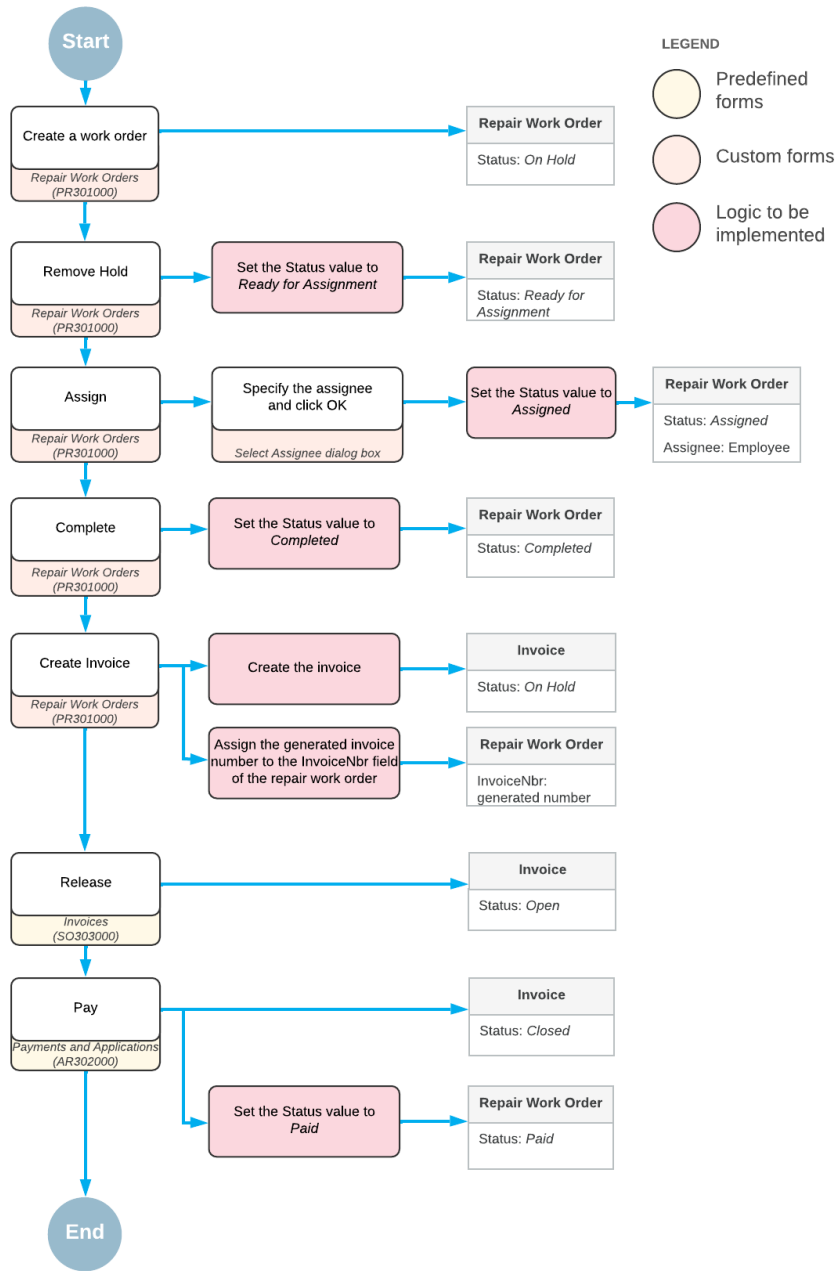 Start
LEGEND
Predefined
forms
Custom forms
Logic to be
implemented
Create a work order
Repair Work Orders
(PR301000)
Repair Work Order
Status: On Hold
Remove Hold
Repair Work Orders
(PR301000)
Set the Status value to
Ready for Assignment
Repair Work Order
Status: Ready for
Assignment
Assign
Repair Work Orders
(PR301000)
Specify the assignee
and click OK
Select Assignee dialog box
Set the Status value to
Assigned
Repair Work Order
Status: Assigned
Assignee: Employee
Complete
Repair Work Orders
(PR301000)
Set the Status value to
Completed
Repair Work Order
Status: Completed
Create Invoice
Repair Work Orders
(PR301000)
Create the invoice
Invoice
Status: On Hold
Assign the generated invoice
number to the InvoiceNbr field
of the repair work order
Repair Work Order
InvoiceNbr:
generated number
Release
Invoices
(SO303000)
Invoice
Status: Open
Pay
Payments and Applications
(AR302000)
Invoice
Status: Closed
Set the Status value to
Paid
Repair Work Order
Status: Paid
End